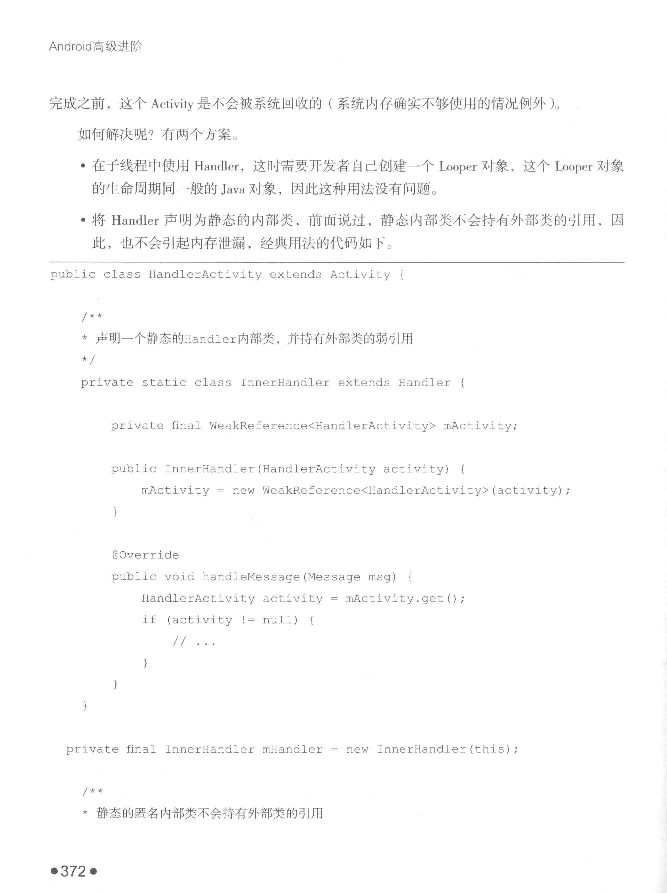 Android高级进阶
完成之前，这个 Activity 是不会被系统回收的（系统内存确实不够使用的情况例外）。
如何解决呢？有两个方案。
• 在子线程中使用 Handler，这时需要开发者自己创建一个 Looper 对象，这个 Looper 对象
的生命周期同一般的 Java 对象，因此这种用法没有问题。
• 将 Handler 声明为静态的内部类，前面说过，静态内部类不会持有外部类的引用，因
此，也不会引起内存泄漏，经典用法的代码如下。
public class HandlerActivity extends Activity {
/**
* 声明一个静态的Handler内部类，并持有外部类的弱引用
*/
private static class InnerHandler extends Handler {
private final WeakReference<HandlerActivity> mActivity;
public InnerHandler(HandlerActivity activity) {
mActivity = new WeakReference<HandlerActivity>(activity);
}
@Override
public void handleMessage(Message msg) {
HandlerActivity activity = mActivity.get();
if (activity != null) {
// ...
}
}
}
private final InnerHandler mHandler = new InnerHandler(this);
/**
* 静态的匿名内部类不会持有外部类的引用
●372●